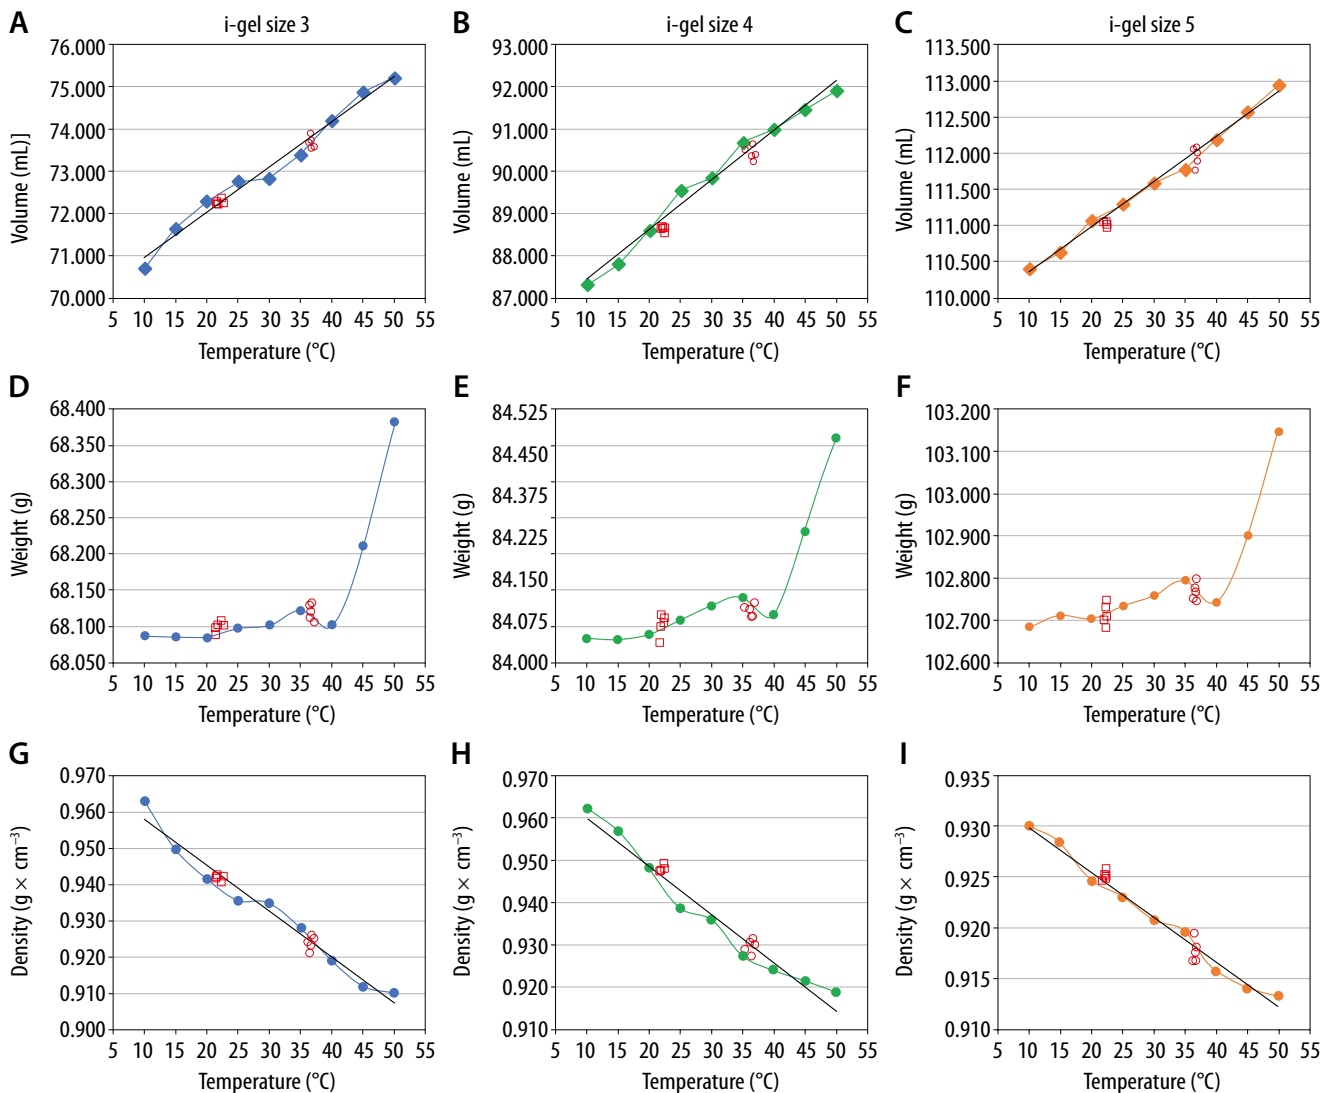 A i-gel size 3
76.000
75.000
74.000
73.000
72.000
71.000
70.000
Volume (mL)]
5 10 15 20 25 30 35 40 45 50 55
Temperature (°C)
B i-gel size 4
93.000
92.000
91.000
90.000
89.000
88.000
87.000
Volume (mL)
5 10 15 20 25 30 35 40 45 50 55
Temperature (°C)
C i-gel size 5
113.500
113.000
112.500
112.000
111.500
111.000
110.500
110.000
Volume (mL)
5 10 15 20 25 30 35 40 45 50 55
Temperature (°C)
D
68.400
68.350
68.300
68.250
68.200
68.150
68.100
68.050
Weight (g)
5 10 15 20 25 30 35 40 45 50 55
Temperature (°C)
E
84.525
84.450
84.375
84.225
84.150
84.075
84.000
Weight (g)
5 10 15 20 25 30 35 40 45 50 55
Temperature (°C)
F
103.200
103.100
103.000
102.900
102.800
102.700
102.600
Weight (g)
5 10 15 20 25 30 35 40 45 50 55
Temperature (°C)
G
0.970
0.960
0.950
0.940
0.930
0.920
0.910
0.900
Density (g × cm⁻³)
5 10 15 20 25 30 35 40 45 50 55
Temperature (°C)
H
0.970
0.960
0.950
0.940
0.930
0.920
0.910
Density (g × cm⁻³)
5 10 15 20 25 30 35 40 45 50 55
Temperature (°C)
I
0.935
0.930
0.925
0.920
0.915
0.910
Density (g × cm⁻³)
5 10 15 20 25 30 35 40 45 50 55
Temperature (°C)